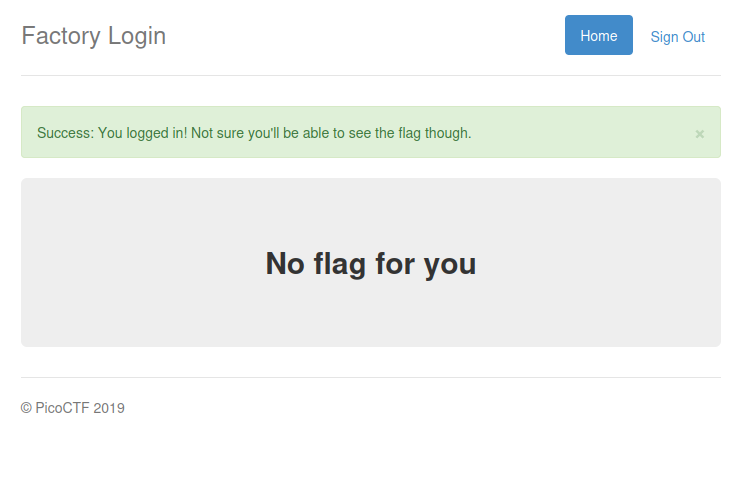 Factory Login
Home
Sign Out
Success: You logged in! Not sure you'll be able to see the flag though.
×
No flag for you
© PicoCTF 2019